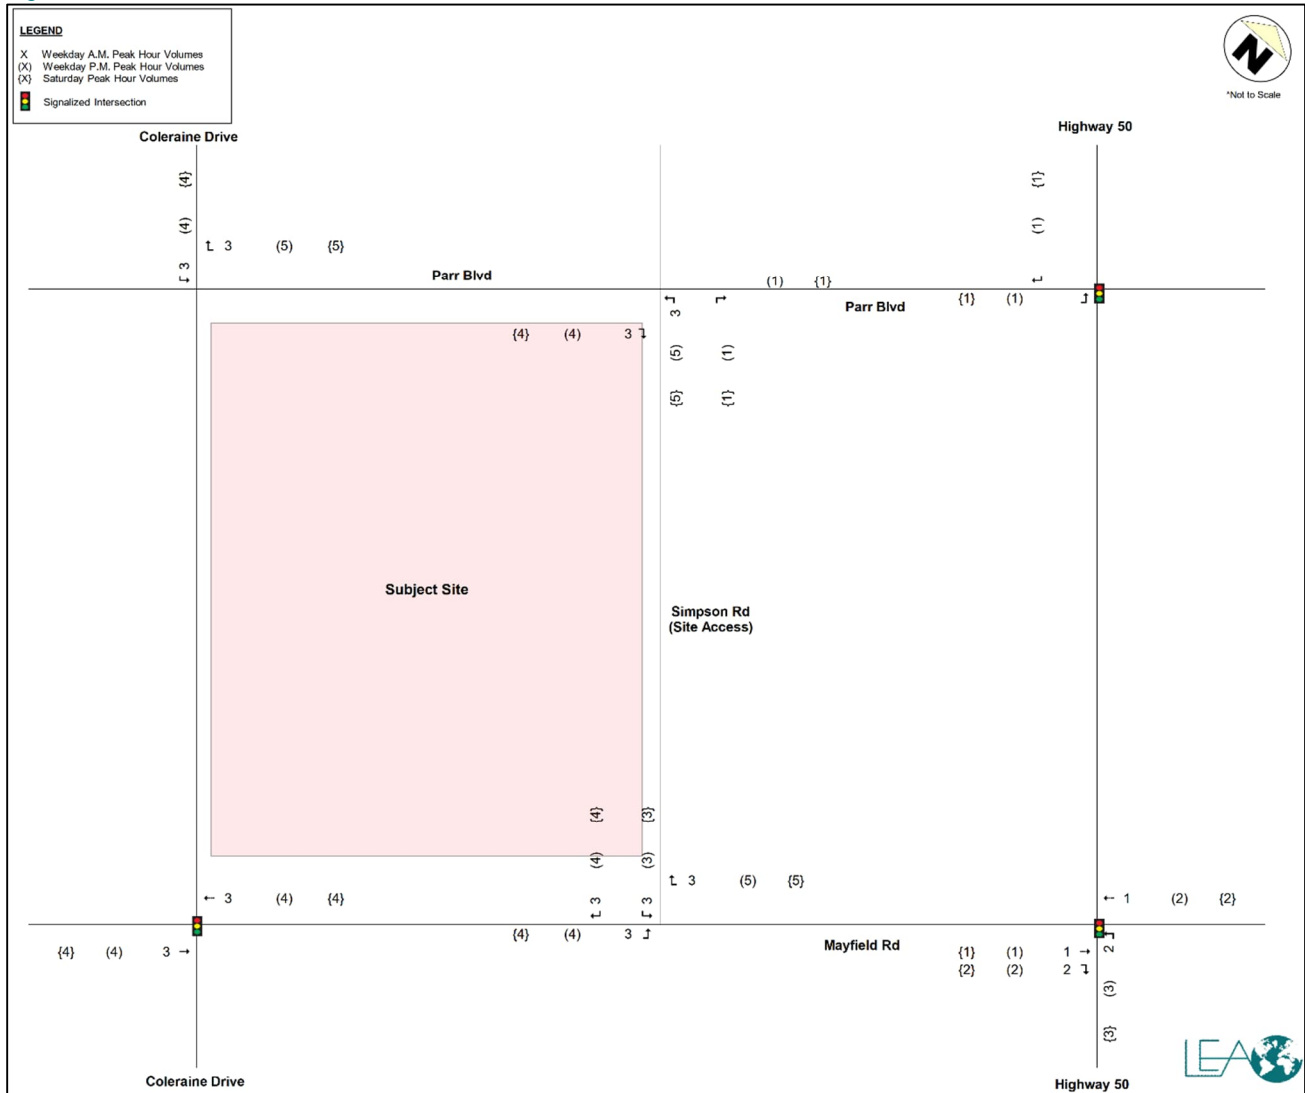 LEGEND
X Weekday A.M. Peak Hour Volumes
(X) Weekday P.M. Peak Hour Volumes
{X} Saturday Peak Hour Volumes
Signalized Intersection
N
*Not to Scale
Coleraine Drive
Highway 50
{4}
(4)
3
3 (5) {5}
{1}
(1)
Parr Blvd
(1) {1}
Parr Blvd
{1} (1)
{4} (4) 3
3
(5) (1)
{5} {1}
Subject Site
Simpson Rd
(Site Access)
{4} {3}
(4) (3)
3 3
3 (5) {5}
3 (4) {4}
1 (2) {2}
{4} (4) 3
Mayfield Rd
{4} (4) 3
{1} (1) 1
{2} (2) 2
2
(3)
{3}
Coleraine Drive
Highway 50
LEA